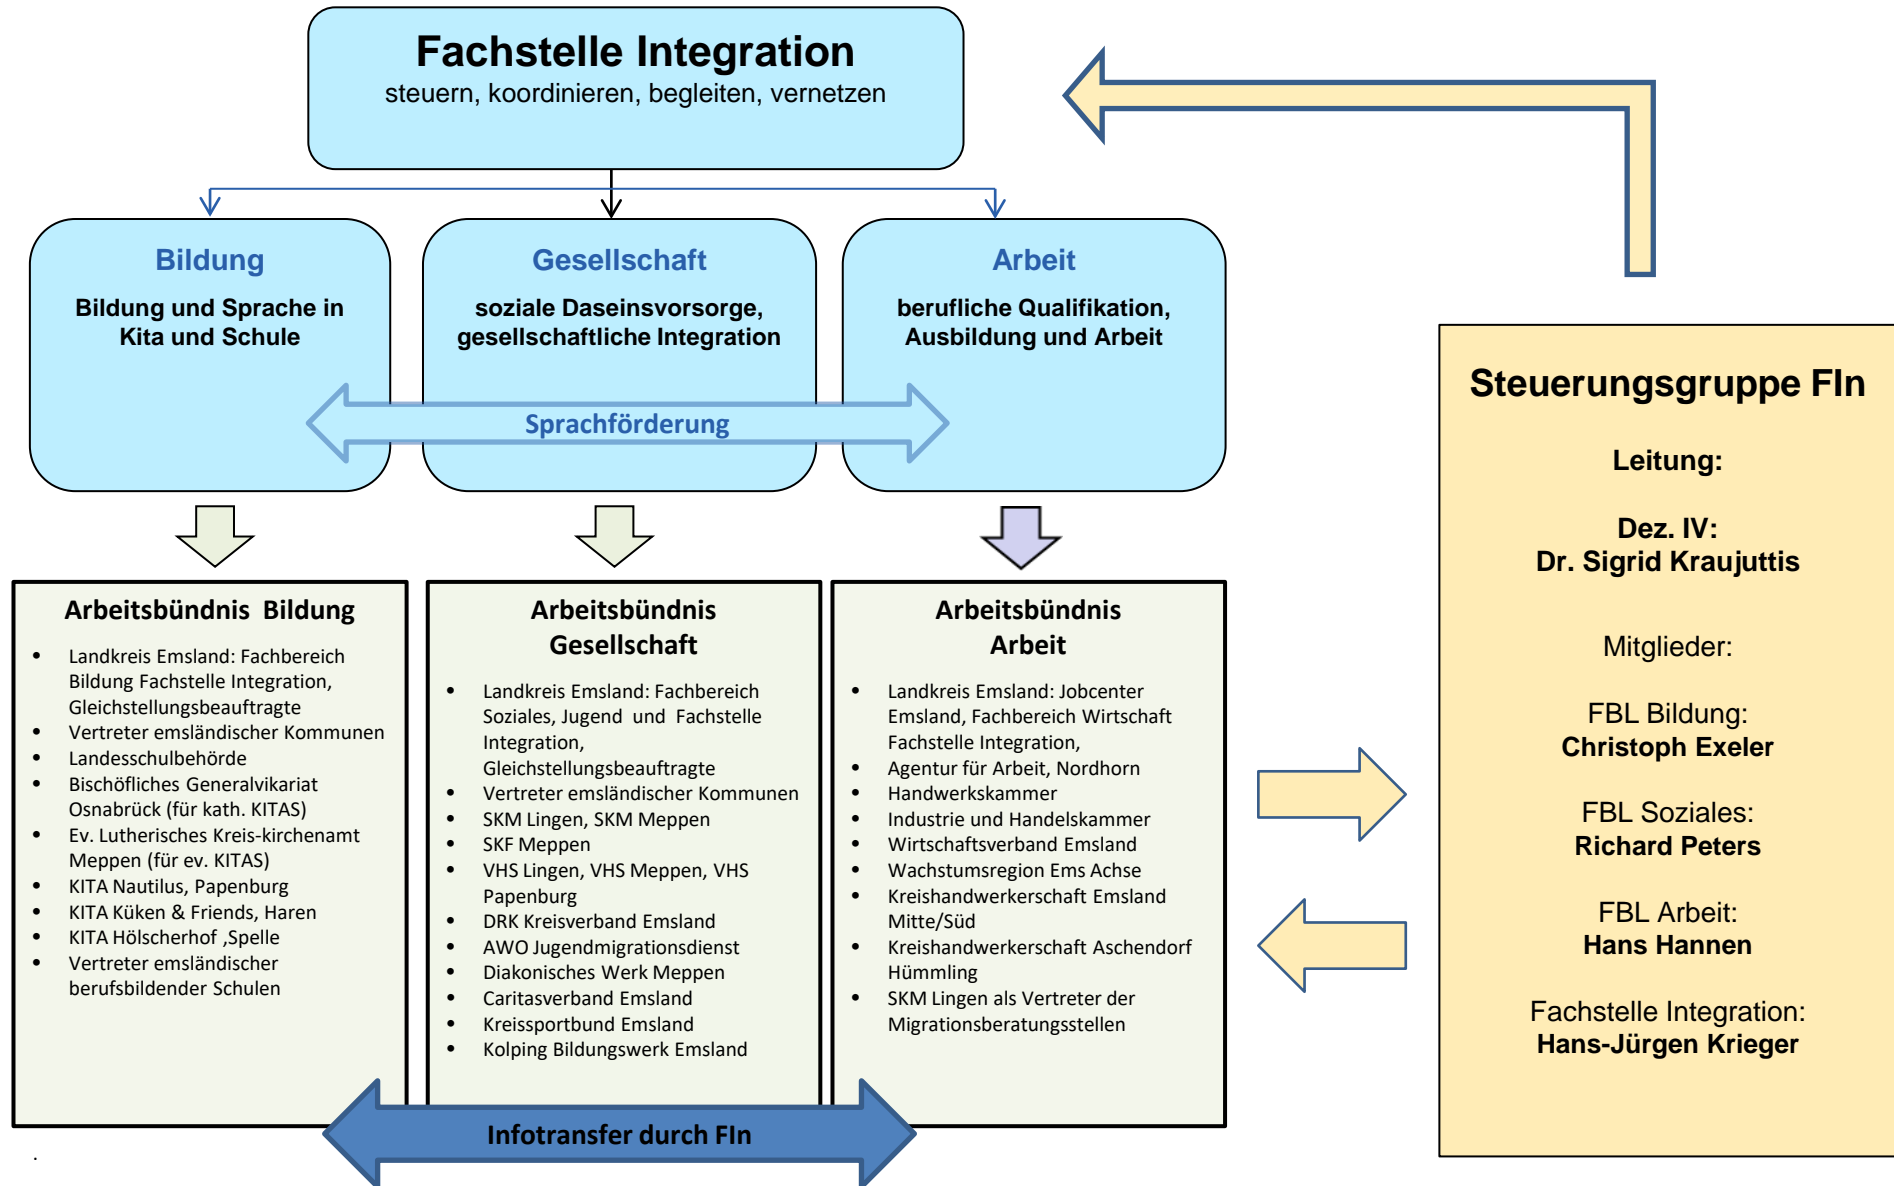 Fachstelle Integration
steuern, koordinieren, begleiten, vernetzen
Bildung
Bildung und Sprache in
Kita und Schule
Gesellschaft
soziale Daseinsvorsorge,
gesellschaftliche Integration
Arbeit
berufliche Qualifikation,
Ausbildung und Arbeit
Sprachförderung
Arbeitsbündnis Bildung
• Landkreis Emsland: Fachbereich
Bildung Fachstelle Integration,
Gleichstellungsbeauftragte
• Vertreter emsländischer Kommunen
• Landesschulbehörde
• Bischöfliches Generalvikariat
Osnabrück (für kath. KITAS)
• Ev. Lutherisches Kreis-kirchenamt
Meppen (für ev. KITAS)
• KITA Nautilus, Papenburg
• KITA Küken & Friends, Haren
• KITA Hölscherhof ,Spelle
• Vertreter emsländischer
berufsbildender Schulen
Arbeitsbündnis
Gesellschaft
• Landkreis Emsland: Fachbereich
Soziales, Jugend und Fachstelle
Integration,
Gleichstellungsbeauftragte
• Vertreter emsländischer Kommunen
• SKM Lingen, SKM Meppen
• SKF Meppen
• VHS Lingen, VHS Meppen, VHS
Papenburg
• DRK Kreisverband Emsland
• AWO Jugendmigrationsdienst
• Diakonisches Werk Meppen
• Caritasverband Emsland
• Kreissportbund Emsland
• Kolping Bildungswerk Emsland
Arbeitsbündnis
Arbeit
• Landkreis Emsland: Jobcenter
Emsland, Fachbereich Wirtschaft
Fachstelle Integration,
• Agentur für Arbeit, Nordhorn
• Handwerkskammer
• Industrie und Handelskammer
• Wirtschaftsverband Emsland
• Wachstumsregion Ems Achse
• Kreishandwerkerschaft Emsland
Mitte/Süd
• Kreishandwerkerschaft Aschendorf
Hümmling
• SKM Lingen als Vertreter der
Migrationsberatungsstellen
Infotransfer durch FIn
.
Steuerungsgruppe FIn
Leitung:
Dez. IV:
Dr. Sigrid Kraujuttis
Mitglieder:
FBL Bildung:
Christoph Exeler
FBL Soziales:
Richard Peters
FBL Arbeit:
Hans Hannen
Fachstelle Integration:
Hans-Jürgen Krieger